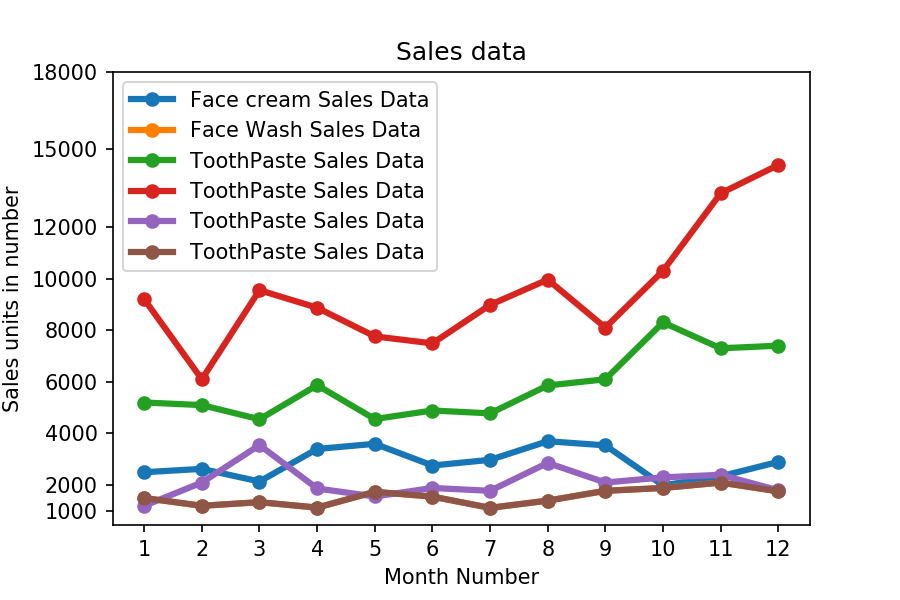 Sales data
Sales units in number
18000
15000
12000
10000
8000
6000
4000
2000
1000
Face cream Sales Data
Face Wash Sales Data
ToothPaste Sales Data
ToothPaste Sales Data
ToothPaste Sales Data
ToothPaste Sales Data
1 2 3 4 5 6 7 8 9 10 11 12
Month Number